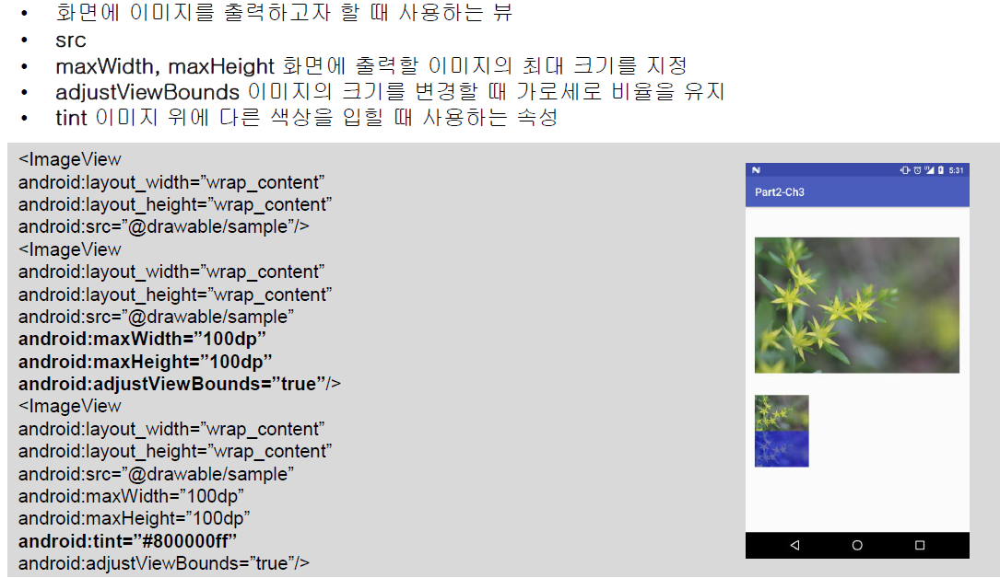 • 화면에 이미지를 출력하고자 할 때 사용하는 뷰
• src
• maxWidth, maxHeight 화면에 출력할 이미지의 최대 크기를 지정
• adjustViewBounds 이미지의 크기를 변경할 때 가로세로 비율을 유지
• tint 이미지 위에 다른 색상을 입힐 때 사용하는 속성
<ImageView
android:layout_width=”wrap_content”
android:layout_height=”wrap_content”
android:src=”@drawable/sample”/>
<ImageView
android:layout_width=”wrap_content”
android:layout_height=”wrap_content”
android:src=”@drawable/sample”
android:maxWidth=”100dp”
android:maxHeight=”100dp”
android:adjustViewBounds=”true”/>
<ImageView
android:layout_width=”wrap_content”
android:layout_height=”wrap_content”
android:src=”@drawable/sample”
android:maxWidth=”100dp”
android:maxHeight=”100dp”
android:tint=”#800000ff”
android:adjustViewBounds=”true”/>
5:31
Part2-Ch3